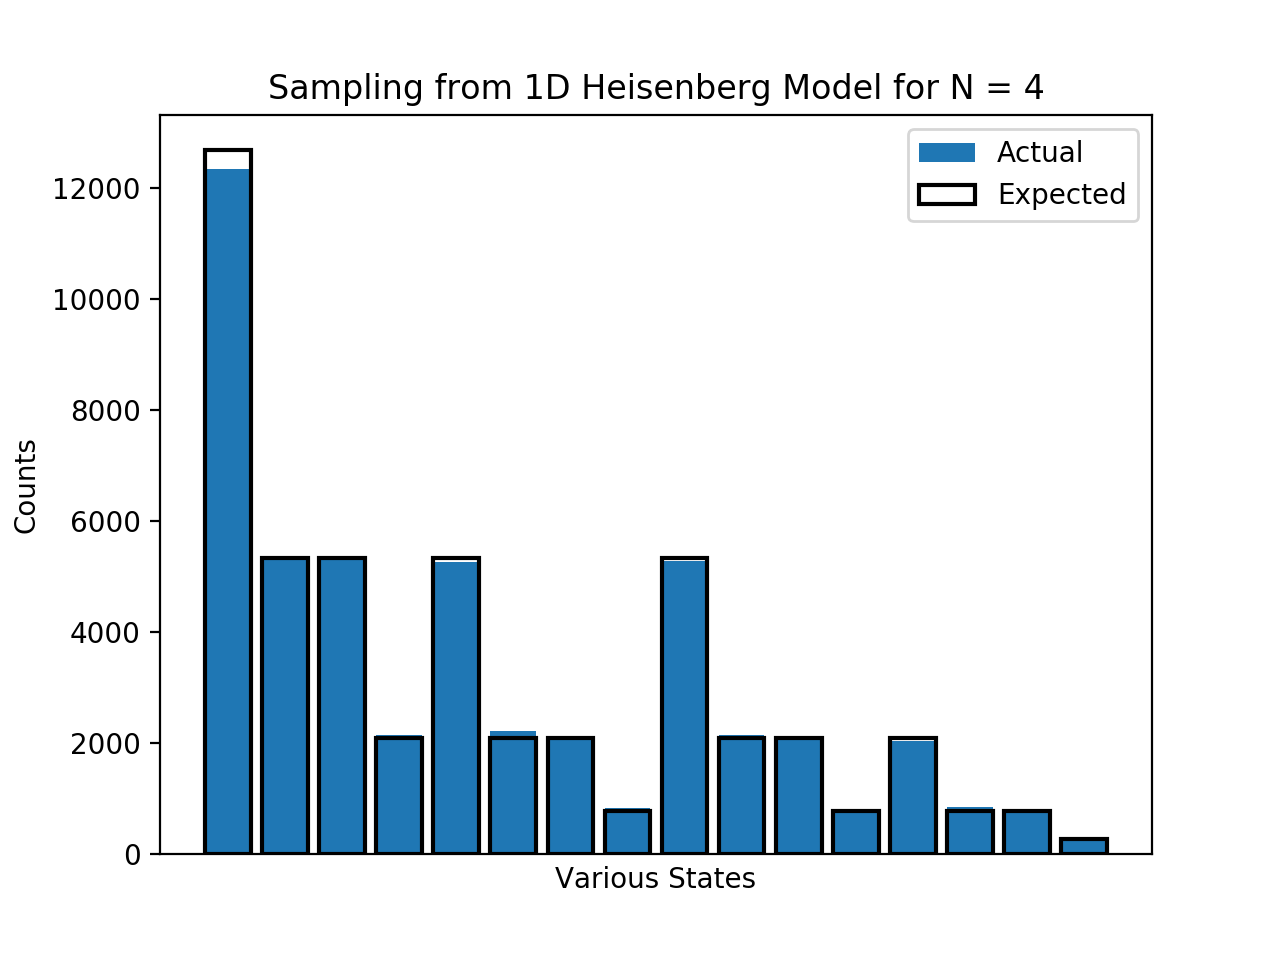 Sampling from 1D Heisenberg Model for N = 4
Actual
Expected
12000
10000
8000
6000
4000
2000
0
Counts
Various States